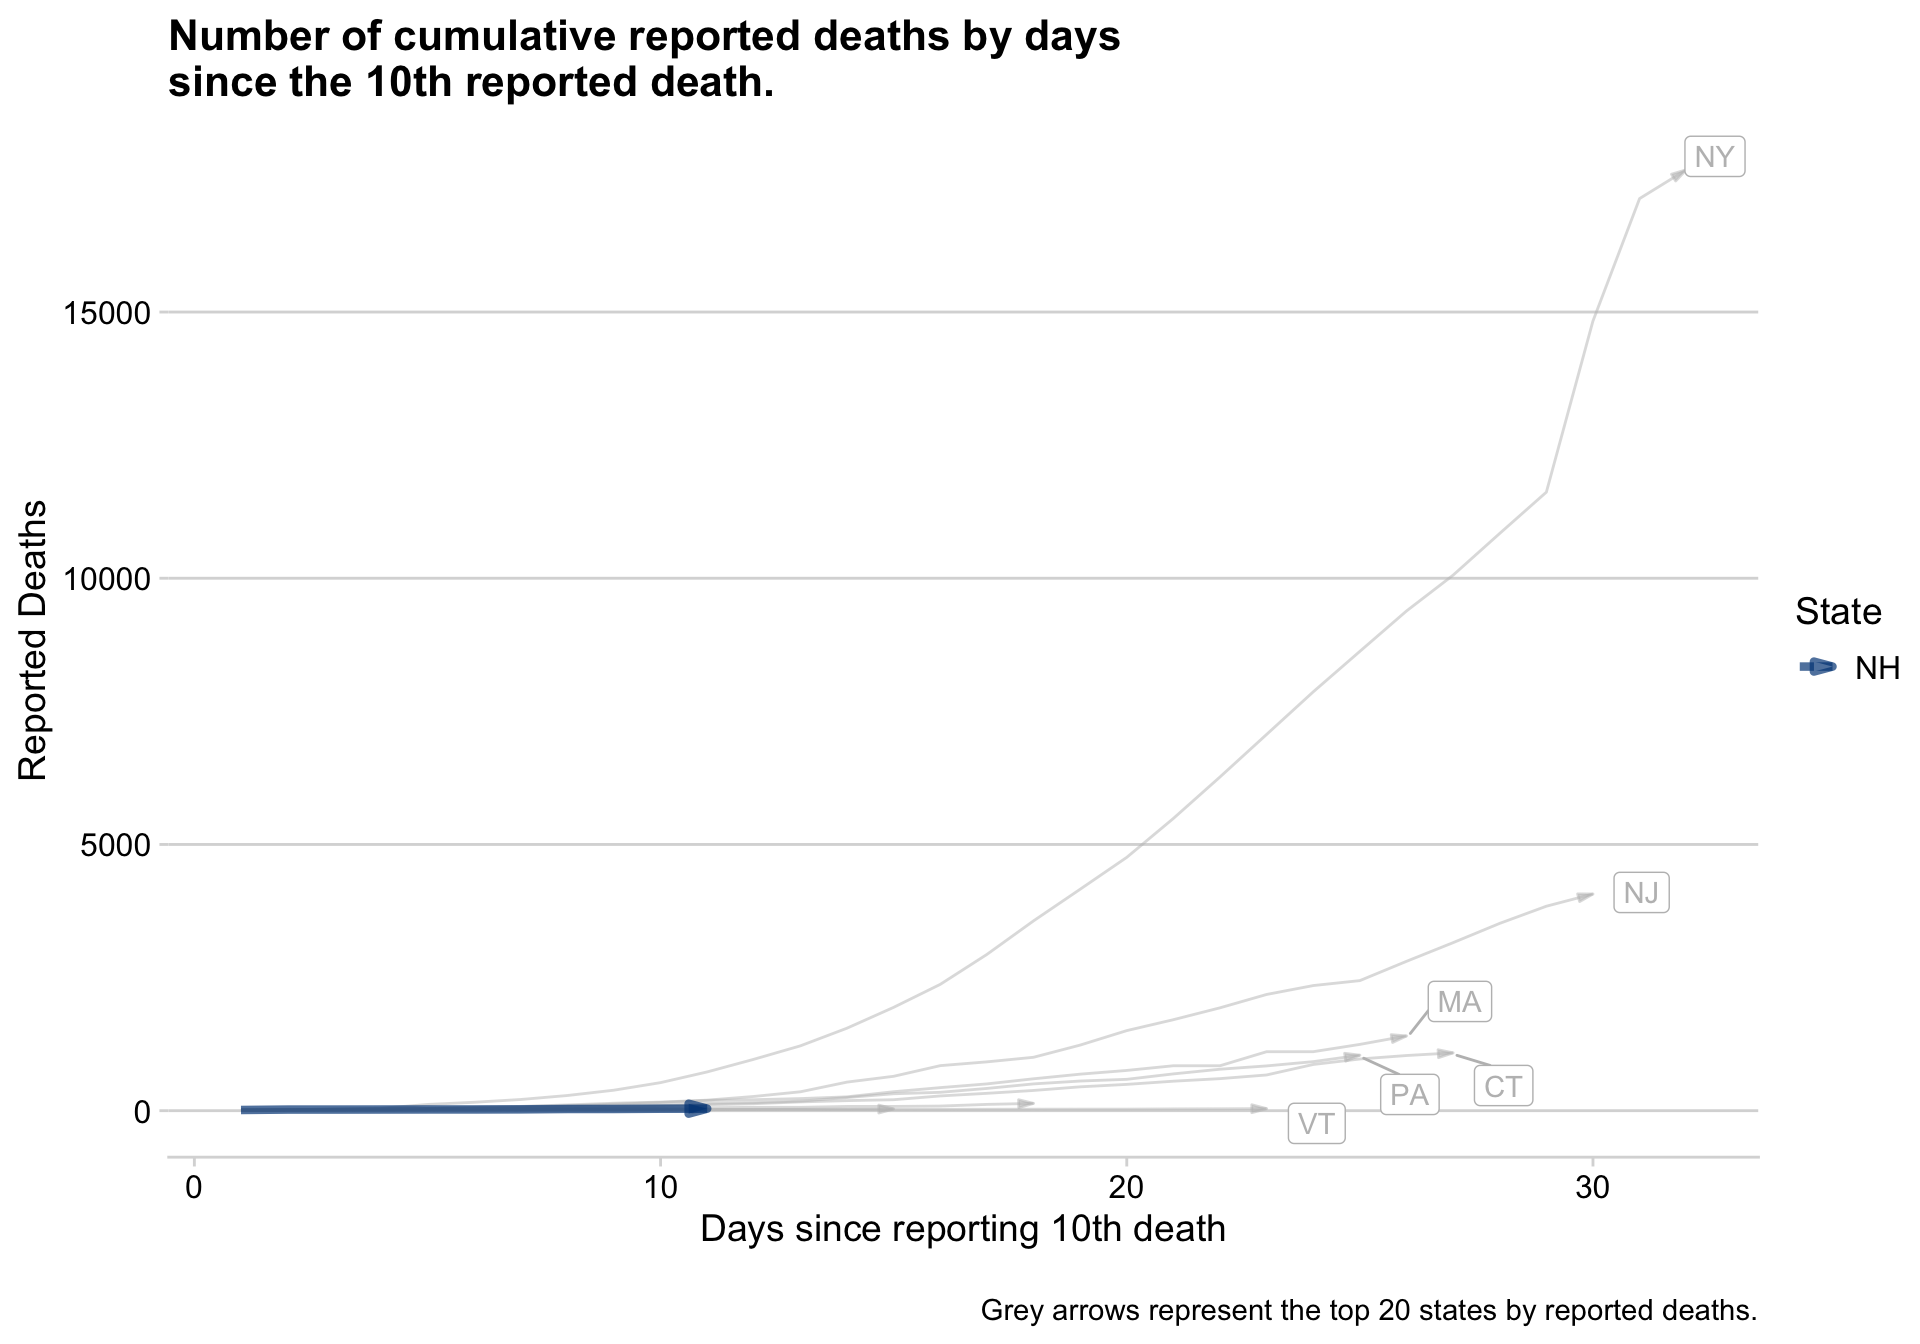 Number of cumulative reported deaths by days
since the 10th reported death.
NY
15000
10000
5000
0
Reported Deaths
NJ
MA
CT
PA
VT
State
NH
0 10 20 30
Days since reporting 10th death
Grey arrows represent the top 20 states by reported deaths.